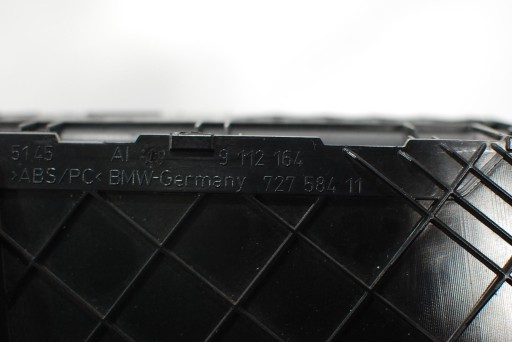 5145 AI 9 112 164
>ABS/PC< BMW-Germany 727 584 11